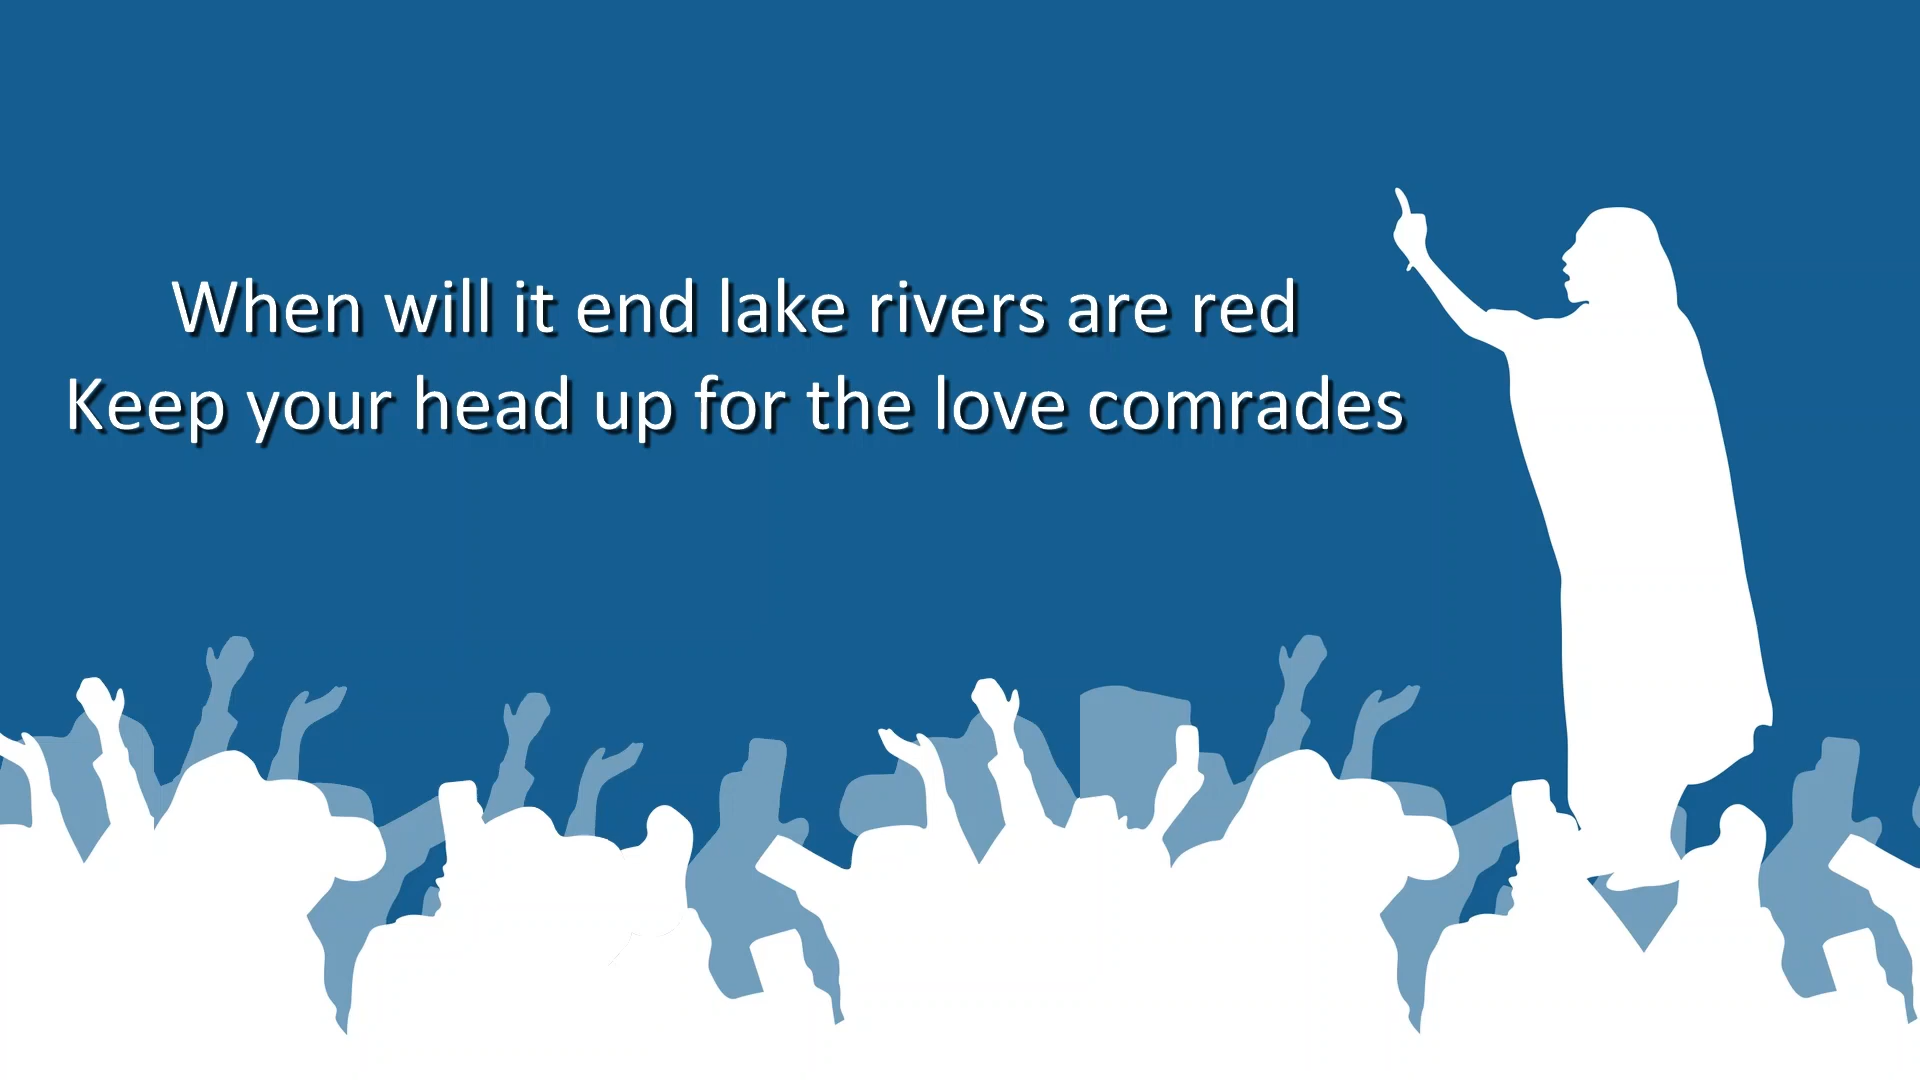 When will it end lake rivers are red
Keep your head up for the love comrades